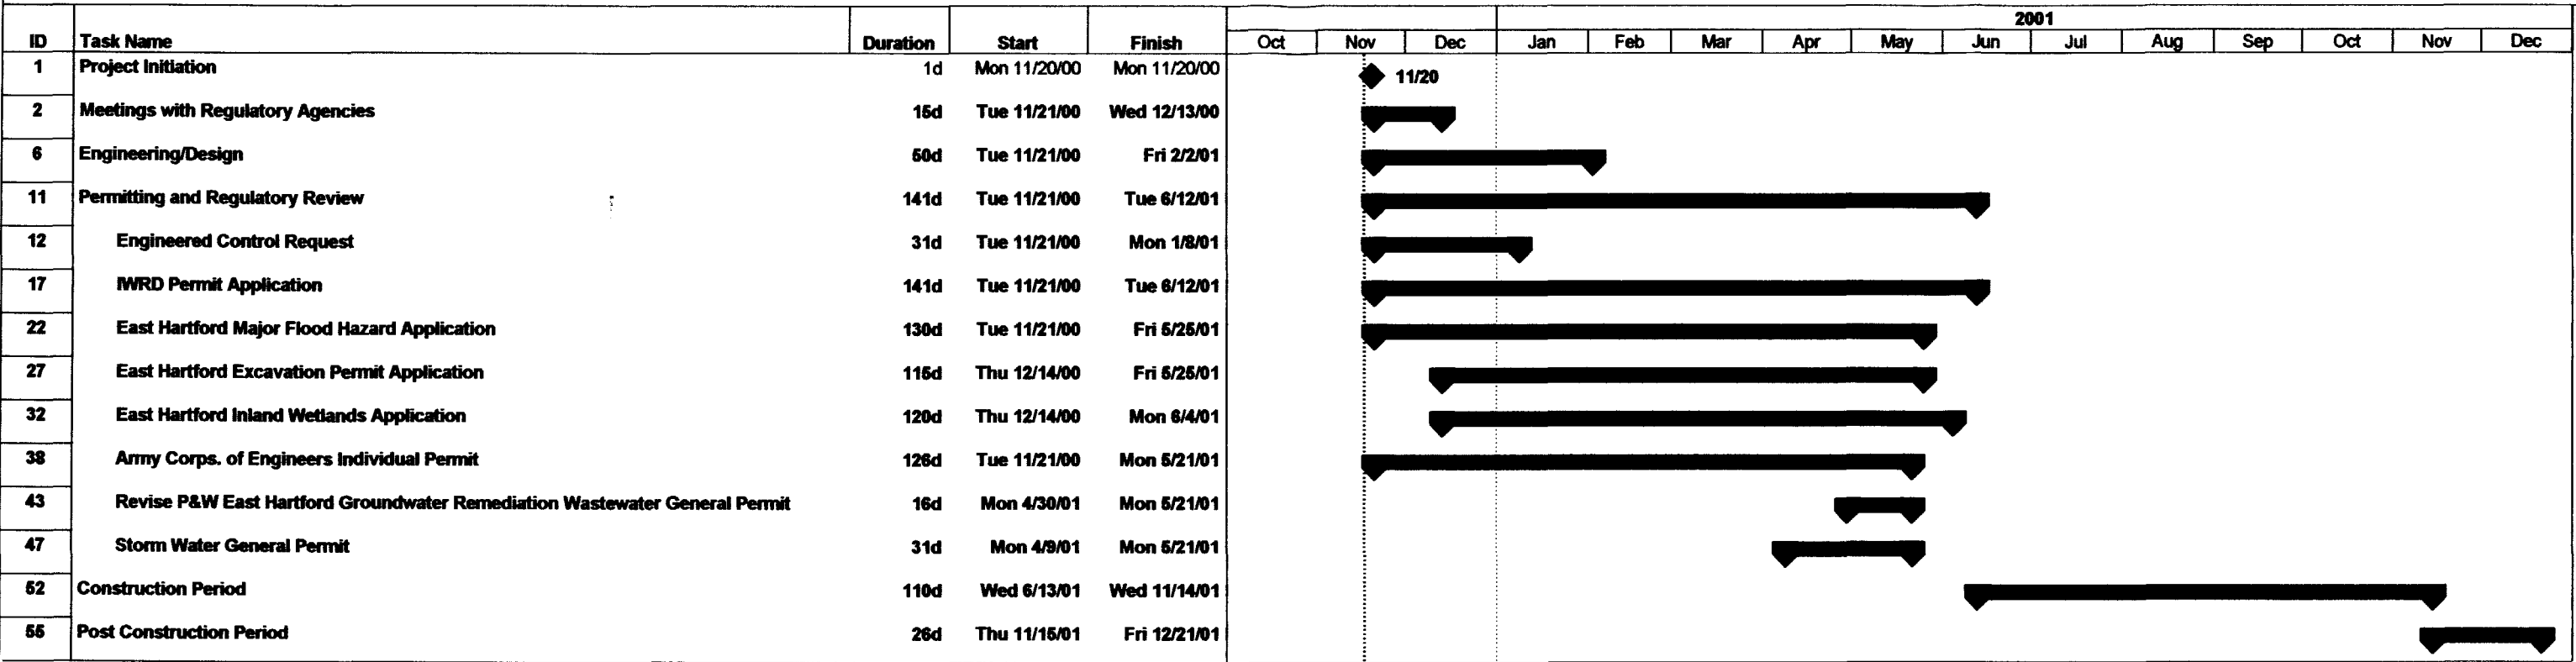 2001
ID Task Name Duration Start Finish Oct Nov Dec Jan Feb Mar Apr May Jun Jul Aug Sep Oct Nov Dec
1 Project Initiation 1d Mon 11/20/00 Mon 11/20/00 11/20
2 Meetings with Regulatory Agencies 15d Tue 11/21/00 Wed 12/13/00
6 Engineering/Design 50d Tue 11/21/00 Fri 2/2/01
11 Permitting and Regulatory Review 141d Tue 11/21/00 Tue 6/12/01
12 Engineered Control Request 31d Tue 11/21/00 Mon 1/8/01
17 IWRD Permit Application 141d Tue 11/21/00 Tue 6/12/01
22 East Hartford Major Flood Hazard Application 130d Tue 11/21/00 Fri 5/25/01
27 East Hartford Excavation Permit Application 115d Thu 12/14/00 Fri 5/25/01
32 East Hartford Inland Wetlands Application 120d Thu 12/14/00 Mon 6/4/01
38 Army Corps. of Engineers Individual Permit 126d Tue 11/21/00 Mon 5/21/01
43 Revise P&W East Hartford Groundwater Remediation Wastewater General Permit 16d Mon 4/30/01 Mon 5/21/01
47 Storm Water General Permit 31d Mon 4/9/01 Mon 5/21/01
52 Construction Period 110d Wed 6/13/01 Wed 11/14/01
55 Post Construction Period 26d Thu 11/15/01 Fri 12/21/01